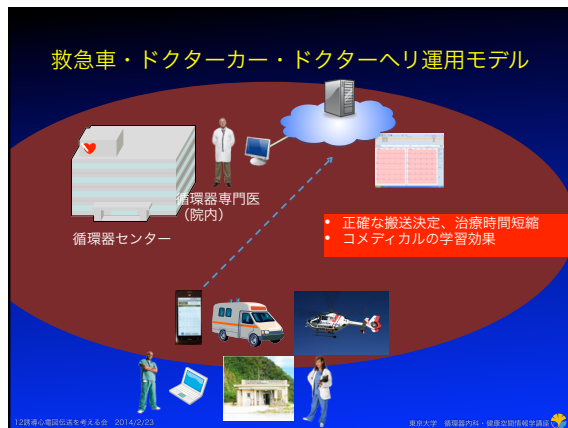 救急車・ドクターカー・ドクターヘリ運用モデル
循環器専門医
（院内）
循環器センター
• 正確な搬送決定、治療時間短縮
• コメディカルの学習効果
12誘導心電図伝送を考える会 2014/2/23
東京大学 循環器内科・健康空間情報学講座